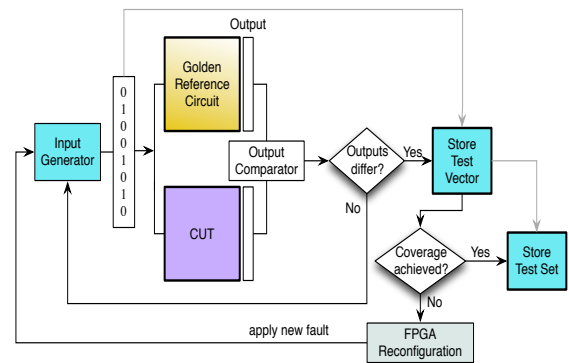 Output
Golden
Reference
Circuit
0
1
0
0
1
0
1
0
Input
Generator
Output
Comparator
Outputs
differ?
Yes
Store
Test
Vector
No
CUT
Coverage
achieved?
Yes
Store
Test Set
No
apply new fault
FPGA
Reconfiguration